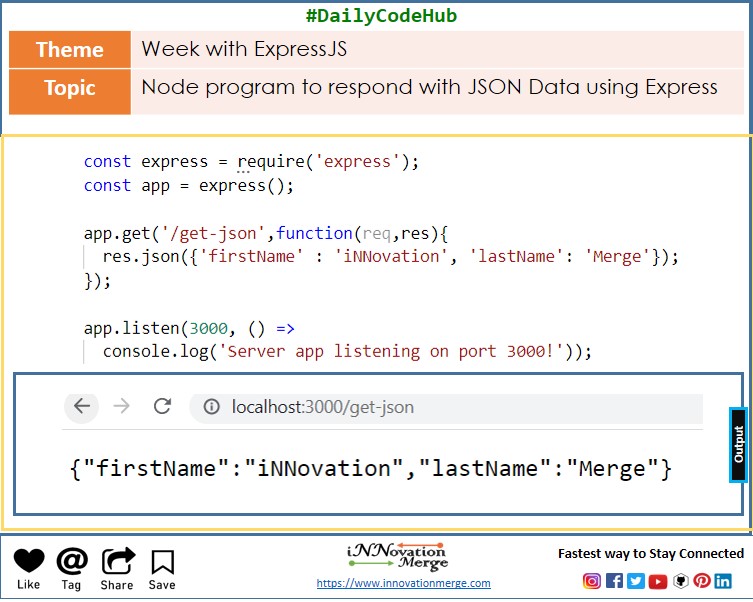 #DailyCodeHub
Theme
Week with ExpressJS
Topic
Node program to respond with JSON Data using Express
const express = require('express');
const app = express();
app.get('/get-json',function(req,res){
res.json({'firstName' : 'iNNovation', 'lastName': 'Merge'});
});
app.listen(3000, () =>
console.log('Server app listening on port 3000!'));
localhost:3000/get-json
{"firstName":"iNNovation","lastName":"Merge"}
Output
Like
Tag
Share
Save
iNNovation
Merge
https://www.innovationmerge.com
Fastest way to Stay Connected